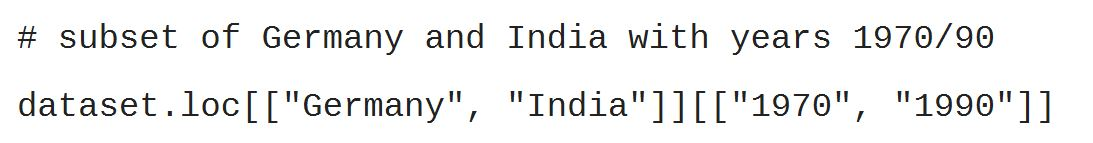 # subset of Germany and India with years 1970/90
dataset.loc[["Germany", "India"]][["1970", "1990"]]